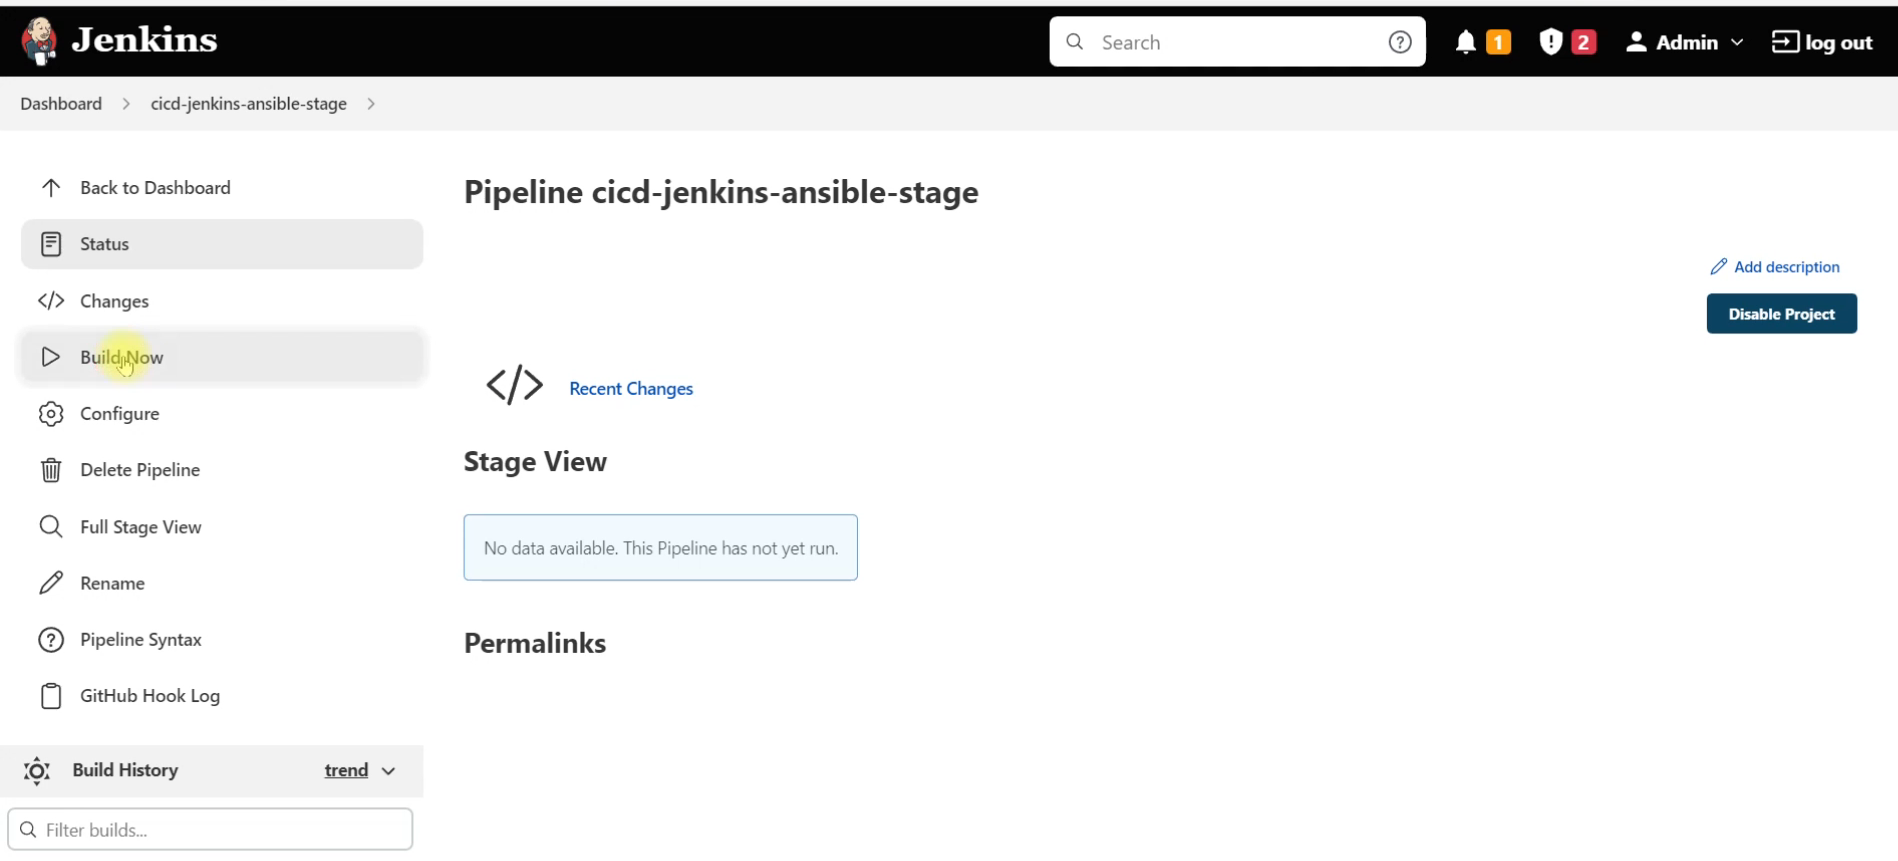 Jenkins
Search
1
2
Admin
log out
Dashboard
cicd-jenkins-ansible-stage
Back to Dashboard
Status
Changes
Build Now
Configure
Delete Pipeline
Full Stage View
Rename
Pipeline Syntax
GitHub Hook Log
Build History
trend
Filter builds...
Pipeline cicd-jenkins-ansible-stage
Add description
Disable Project
Recent Changes
Stage View
No data available. This Pipeline has not yet run.
Permalinks